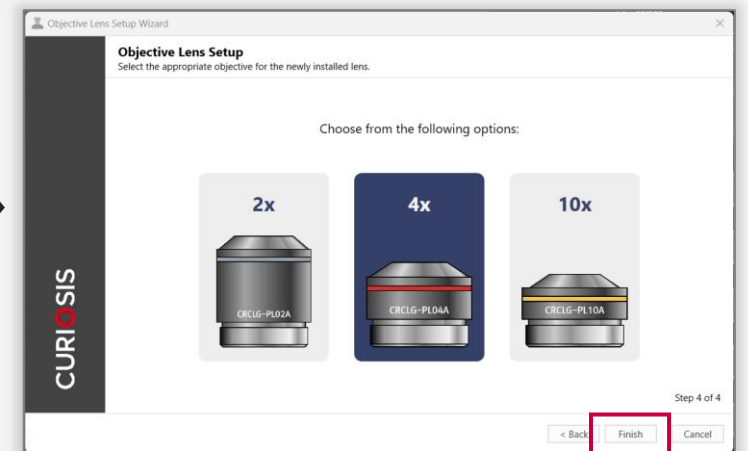 Objective Lens Setup Wizard
Objective Lens Setup
Select the appropriate objective for the newly installed lens.
Choose from the following options:
2x
4x
10x
CRCLG-PL02A
CRCLG-PL04A
CRCLG-PL10A
CURIOSIS
Step 4 of 4
< Back
Finish
Cancel